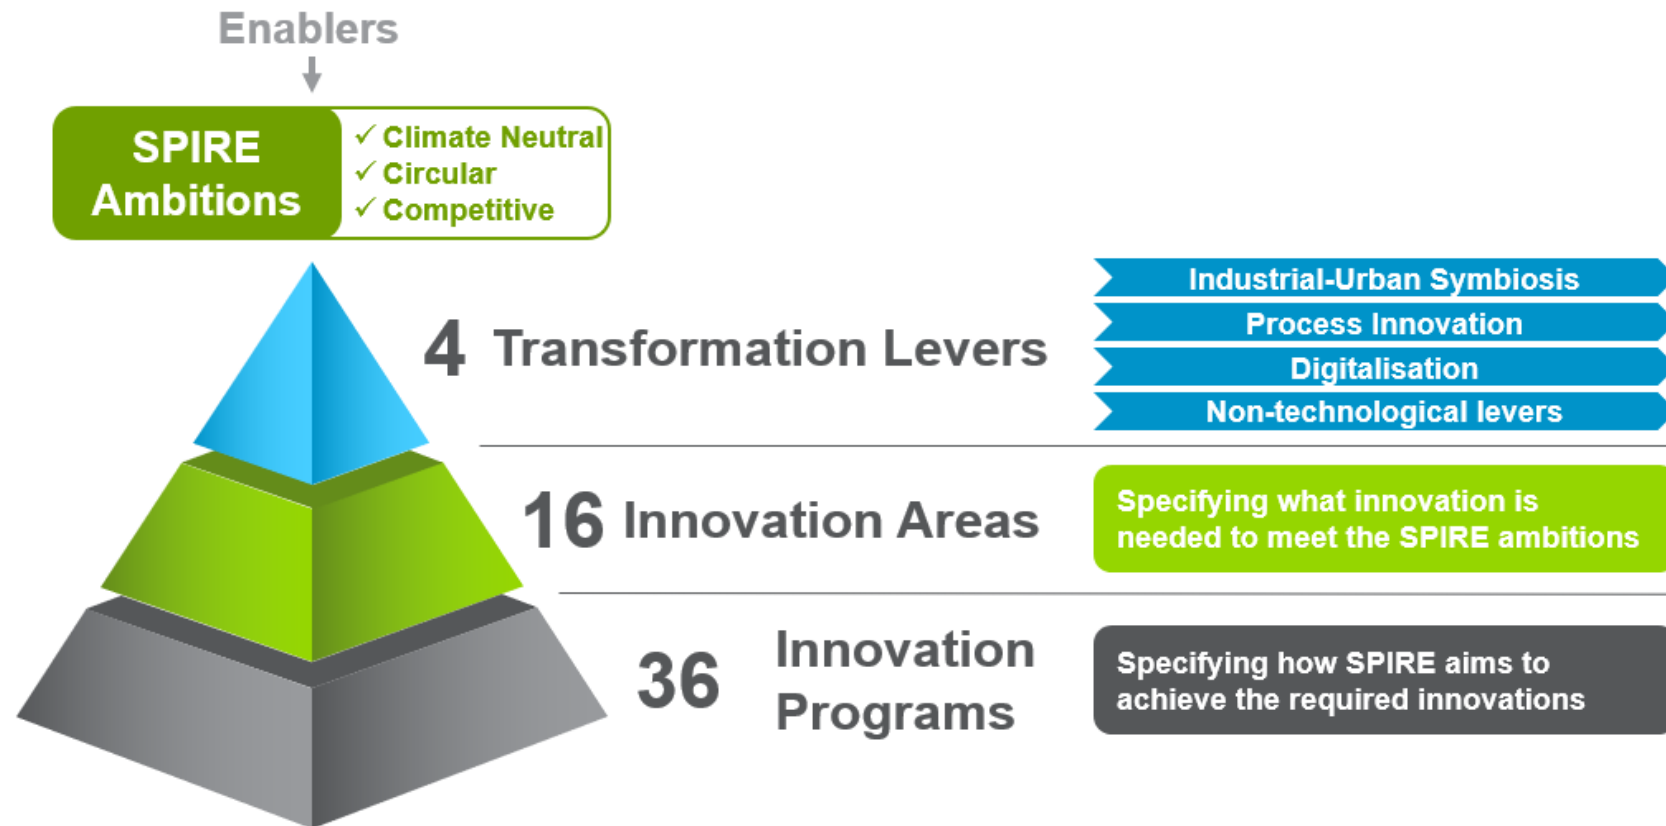 Enablers
SPIRE
Ambitions
✓ Climate Neutral
✓ Circular
✓ Competitive
4 Transformation Levers
Industrial-Urban Symbiosis
Process Innovation
Digitalisation
Non-technological levers
16 Innovation Areas
Specifying what innovation is
needed to meet the SPIRE ambitions
36 Innovation
Programs
Specifying how SPIRE aims to
achieve the required innovations